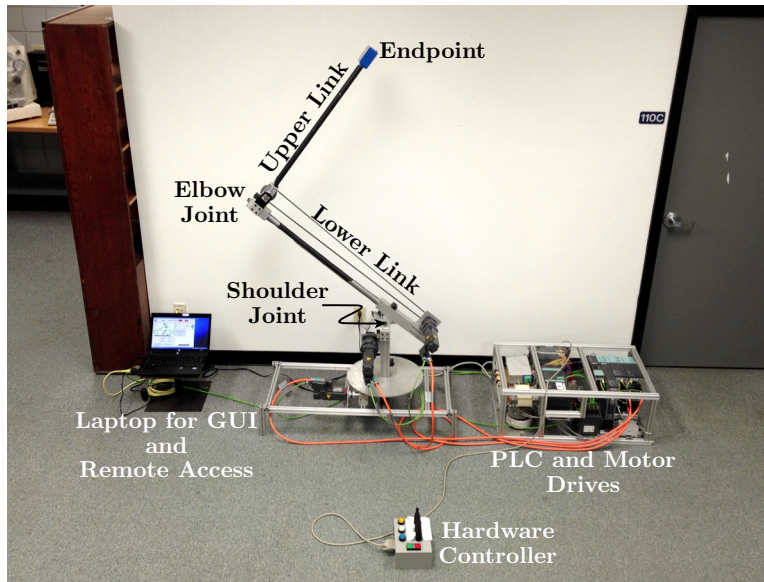 Endpoint
Upper Link
110C
Elbow
Joint
Lower Link
Shoulder
Joint
Laptop for GUI
and
Remote Access
PLC and Motor
Drives
Hardware
Controller